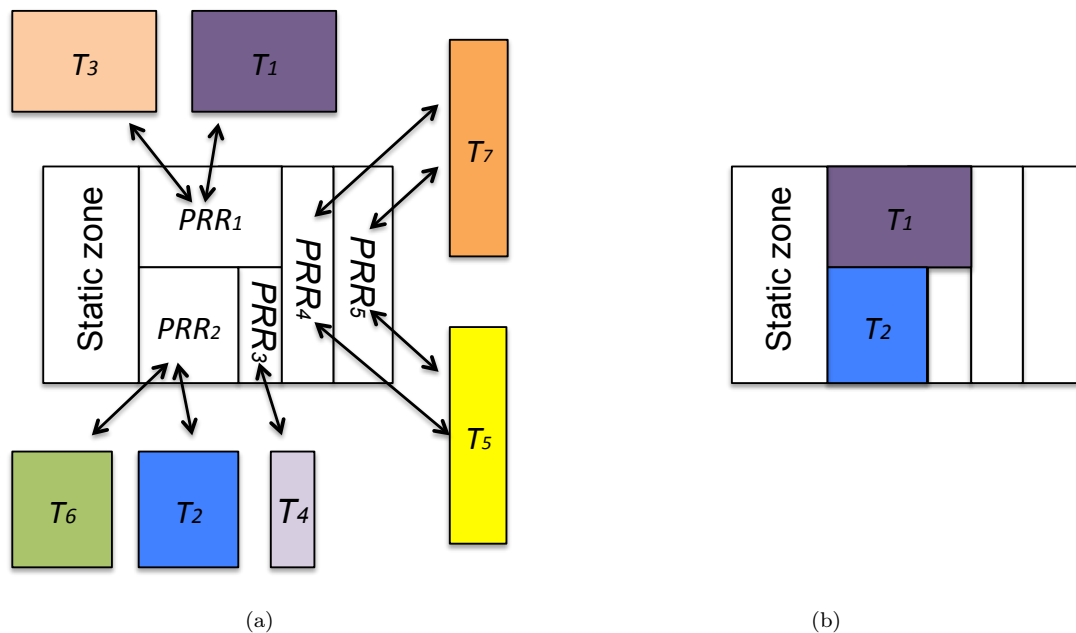 T3
T1
T7
Static zone
PRR1
PRR4
PRR5
PRR2
PRR3
T5
T6
T2
T4
(a)
Static zone
T1
T2
(b)